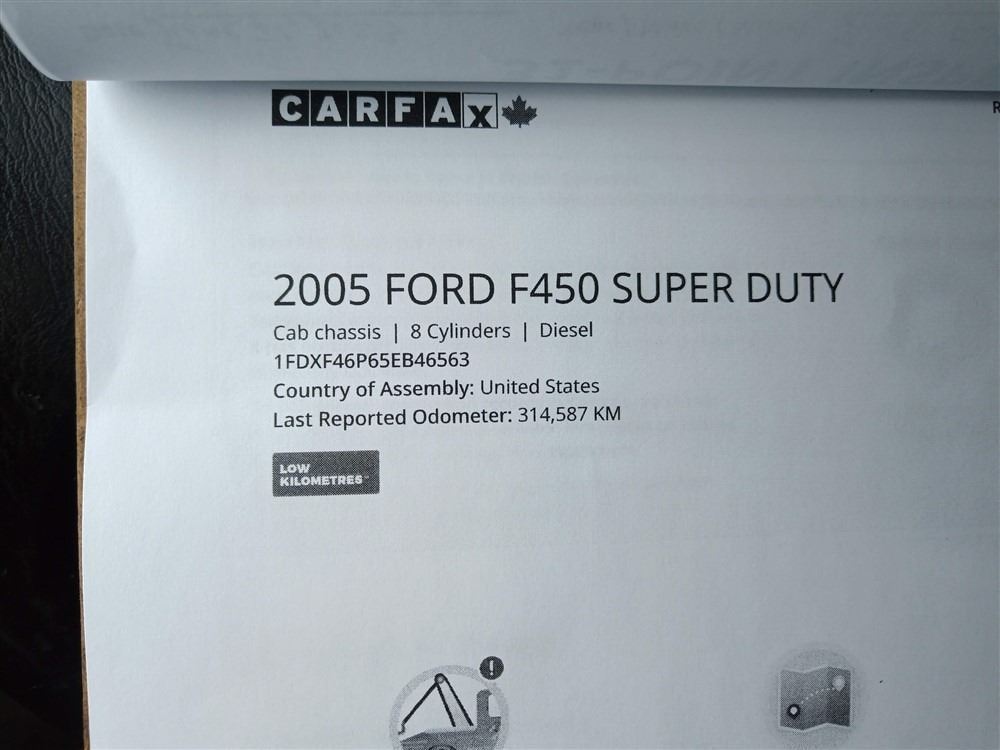 CARFAX
R
2005 FORD F450 SUPER DUTY
Cab chassis | 8 Cylinders | Diesel
1FDXF46P65EB46563
Country of Assembly: United States
Last Reported Odometer: 314,587 KM
LOW
KILOMETRES™
!